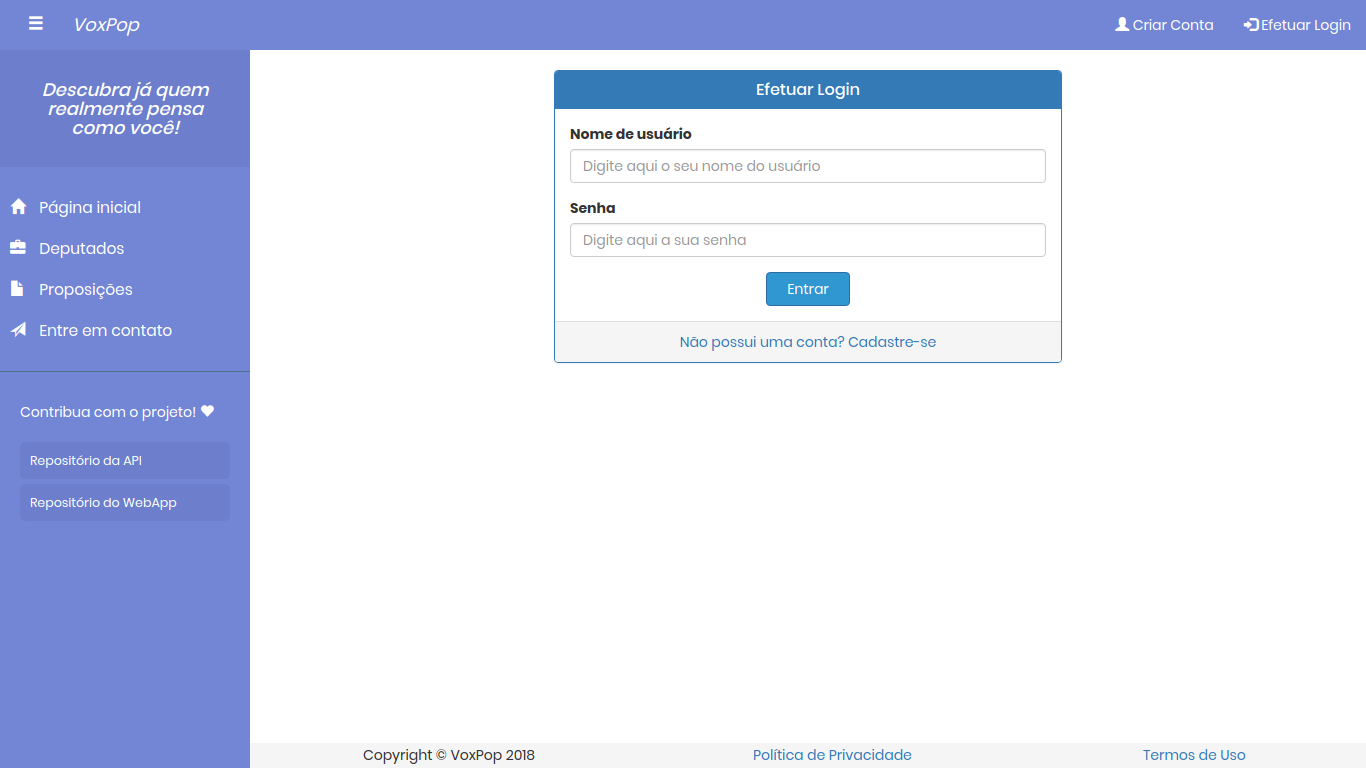 VoxPop
Criar Conta
Efetuar Login
Descubra já quem
realmente pensa
como você!
Página inicial
Deputados
Proposições
Entre em contato
Contribua com o projeto!
Repositório da API
Repositório do WebApp
Efetuar Login
Nome de usuário
Digite aqui o seu nome do usuário
Senha
Digite aqui a sua senha
Entrar
Não possui uma conta? Cadastre-se
Copyright © VoxPop 2018
Política de Privacidade
Termos de Uso